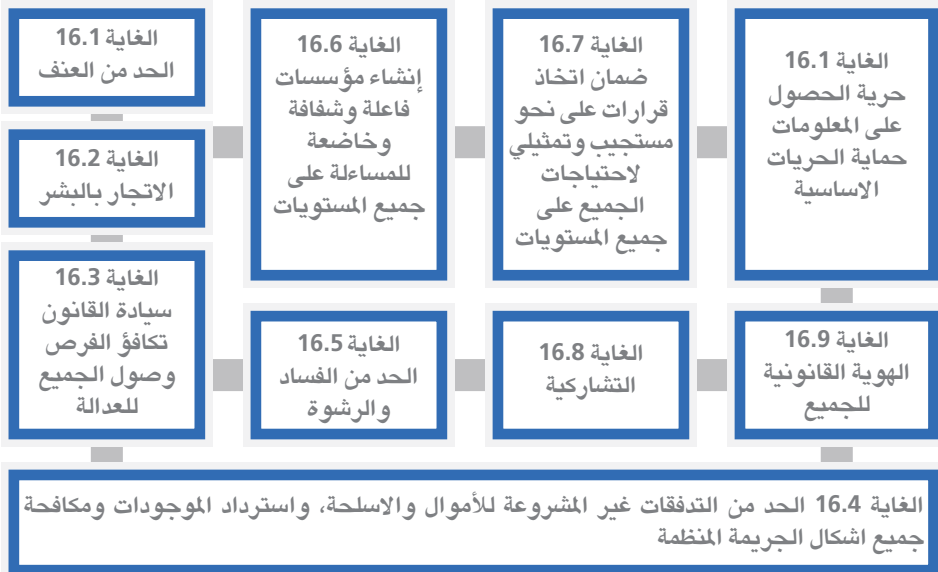 الغاية 16.1
حرية الحصول
على المعلومات
حماية الحريات
الاساسية
الغاية 16.7
ضمان اتخاذ
قرارات على نحو
مستجيب وتمثيلي
لاحتياجات
الجميع على
جميع المستويات
الغاية 16.6
إنشاء مؤسسات
فاعلة وشفافة
وخاضعة
للمساءلة على
جميع المستويات
الغاية 16.1
الحد من العنف
الغاية 16.2
الاتجار بالبشر
الغاية 16.3
سيادة القانون
تكافؤ الفرص
وصول الجميع
للعدالة
الغاية 16.9
الهوية القانونية
للجميع
الغاية 16.8
التشاركية
الغاية 16.5
الحد من الفساد
والرشوة
الغاية 16.4 الحد من التدفقات غير المشروعة للأموال والاسلحة، واسترداد الموجودات ومكافحة
جميع اشكال الجريمة المنظمة